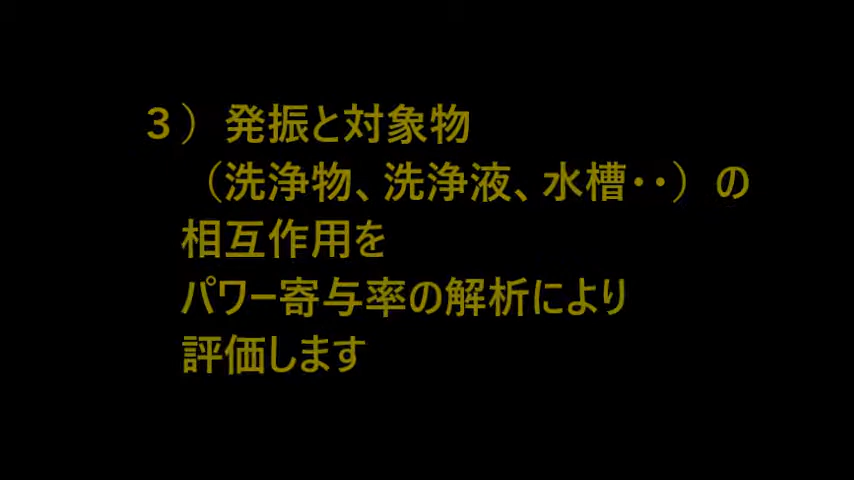 ３）発振と対象物
（洗浄物、洗浄液、水槽・・）の
相互作用を
パワー寄与率の解析により
評価します